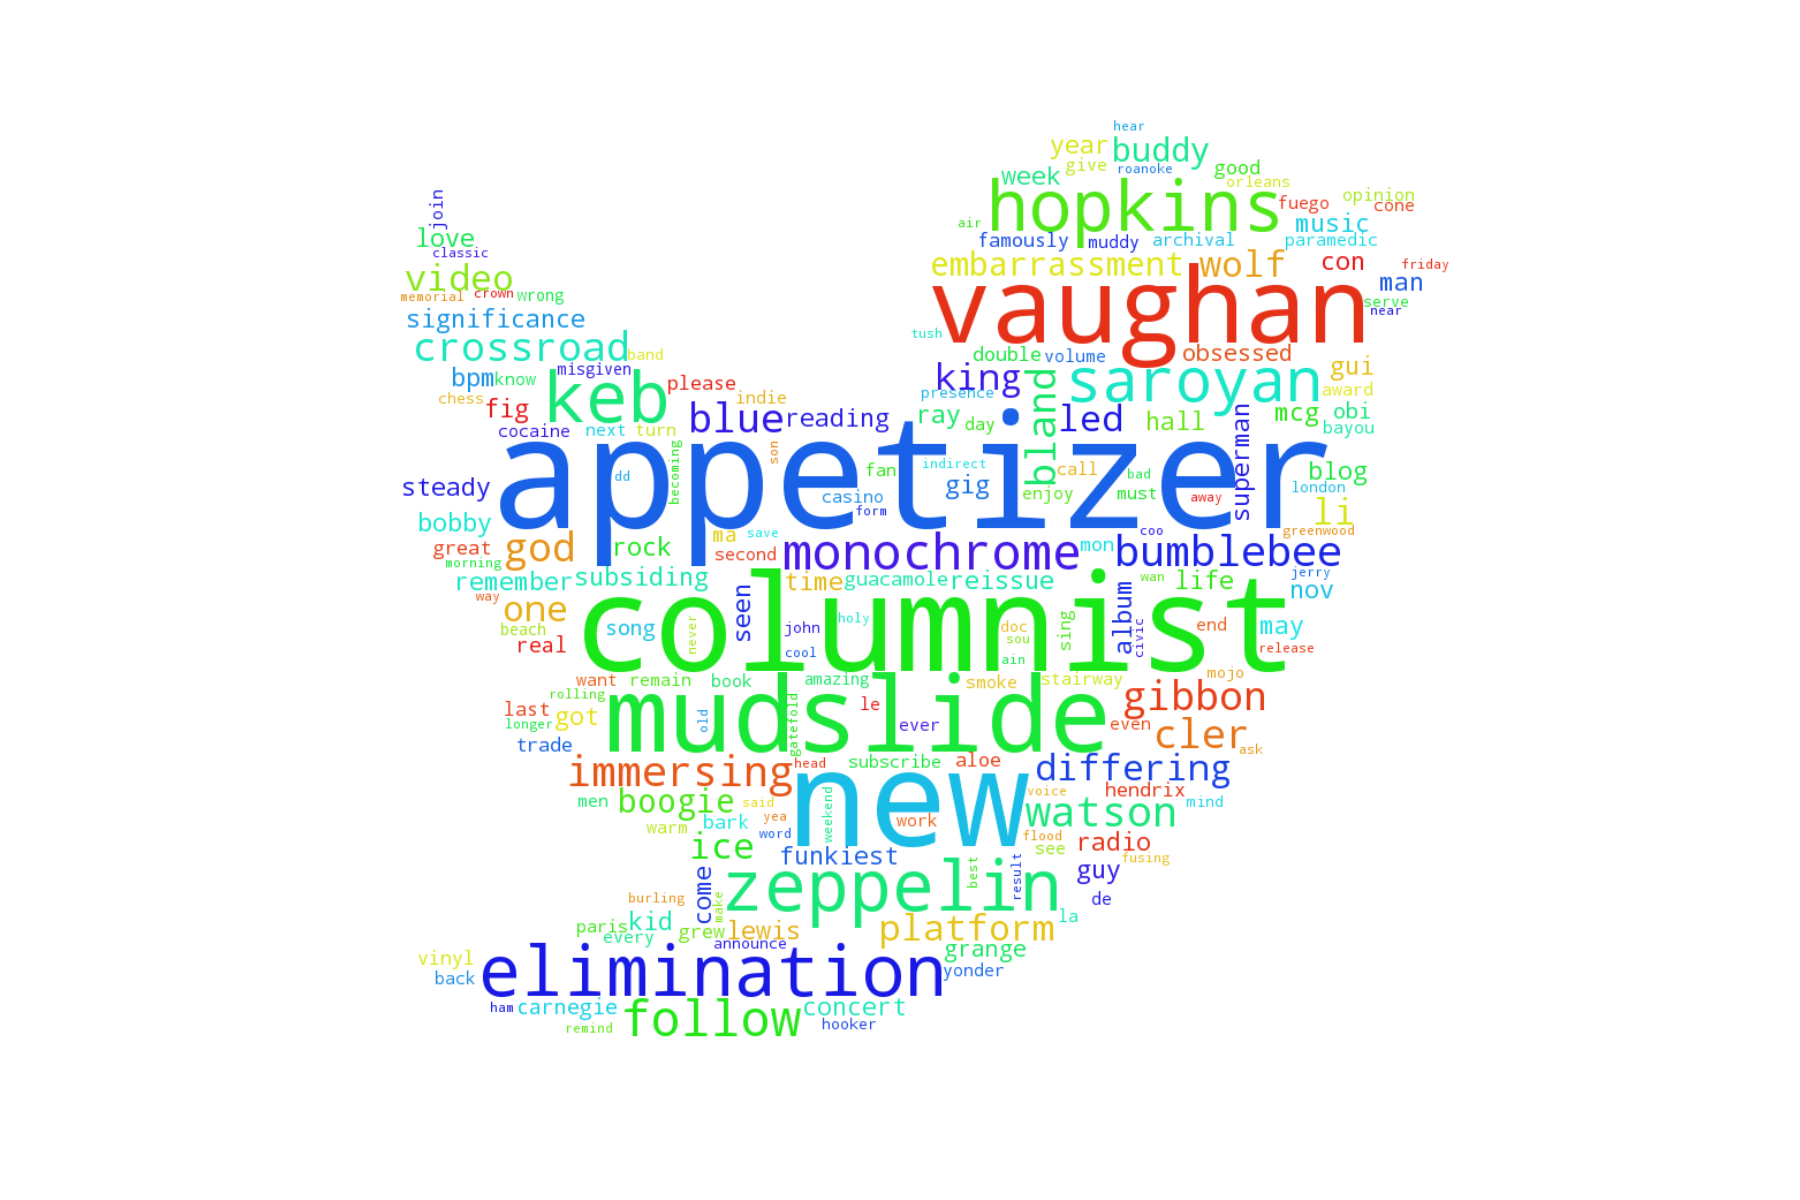 hear
year buddy
give roanoke good
week orleans
join hopkins fuego opinion cone
air music
love famously muddy archival paramedic
classic embarrassment wolf con friday
video vaughan man
memorial crown wrong serve
near
significance tush
crossroad band double volume obsessed gui
bpm know misgiven please king saroyan
chess fig keb indie presence bland award
blue reading ray day led hall mcg obi
cocaine next turn superman bayou
appetizer
son becoming dd fan indirect call bad blog
steady casino gig enjoy must away london
form li
bobby god rock ma save monochrome mon coo bumblebee greenwood
great second
morning remember subsiding time guacamole reissue wan life jerry
way one seen columnist album nov
beach song never john holy doc sing civic end may
real cool sou release
ain
want remain book amazing smoke stairway mojo
rolling mudslide gibbon
last got old gatefold le
longer ever even cler
trade ask
immersing head subscribe aloe differing
men boogie said new voice hendrix mind
warm bark yea weekend work watson
word flood radio
ice funkiest see fusing
come zeppelin best result guy
burling make de
paris kid grew lewis platform la
every announce grange
vinyl elimination yonder
back
ham carnegie follow concert
remind hooker